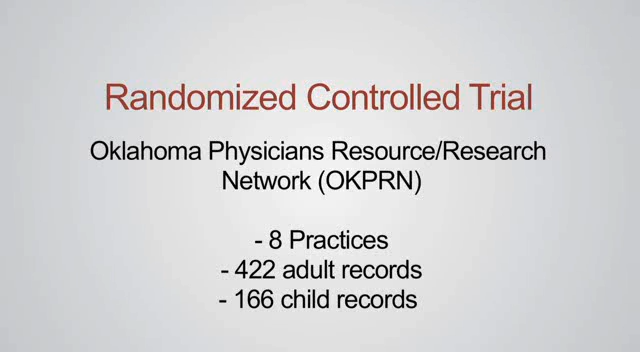 Randomized Controlled Trial
Oklahoma Physicians Resource/Research
Network (OKPRN)
- 8 Practices
- 422 adult records
- 166 child records